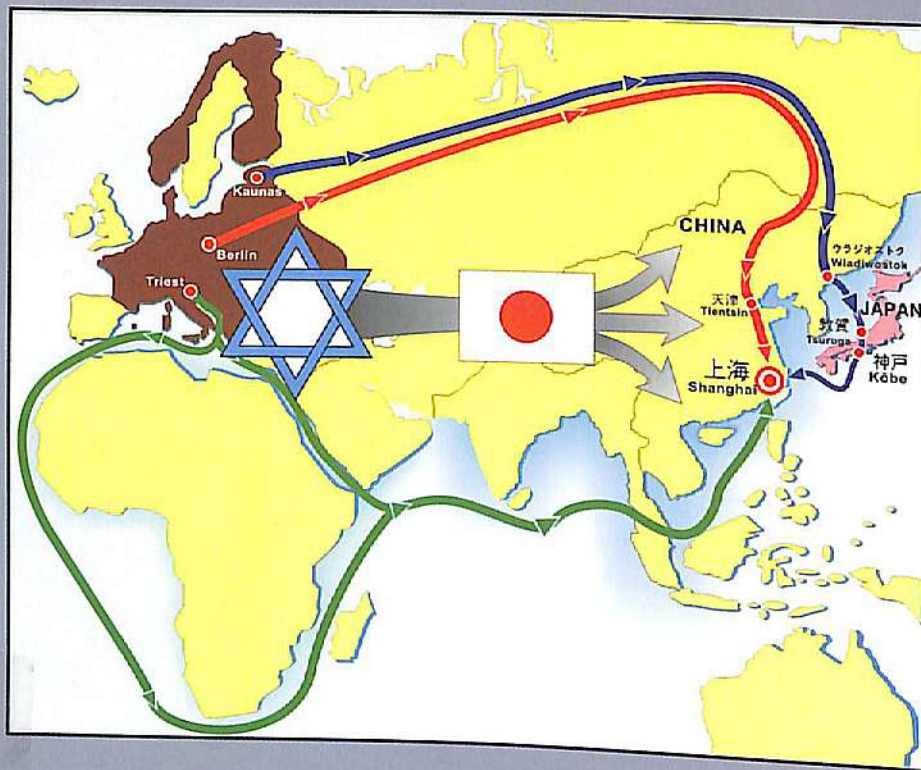 Kaunas
Berlin
Triest
CHINA
ウラジオストク
Wladiwostok
天津
Tientsin
JAPAN
敦賀
Tsuruga
神戸
Kôbe
上海
Shanghai